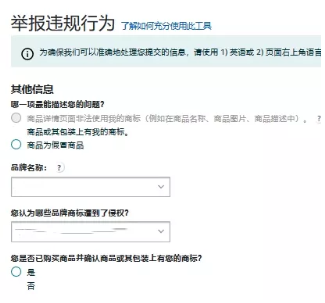 举报违规行为 了解如何充分使用此工具
为确保我们可以准确地处理您提交的信息，请使用 1) 英语或 2) 页面右上角语言
其他信息
哪一项最能描述您的问题?
商品详情页面非法使用我的商标（例如在商品名称、商品图片、商品描述中）。 ?
商品或其包装上有我的商标。
商品为假冒商品
品牌名称: ?
您认为哪些品牌商标遭到了侵权?
您是否已购买商品并确认商品或其包装上有您的商标?
是
否